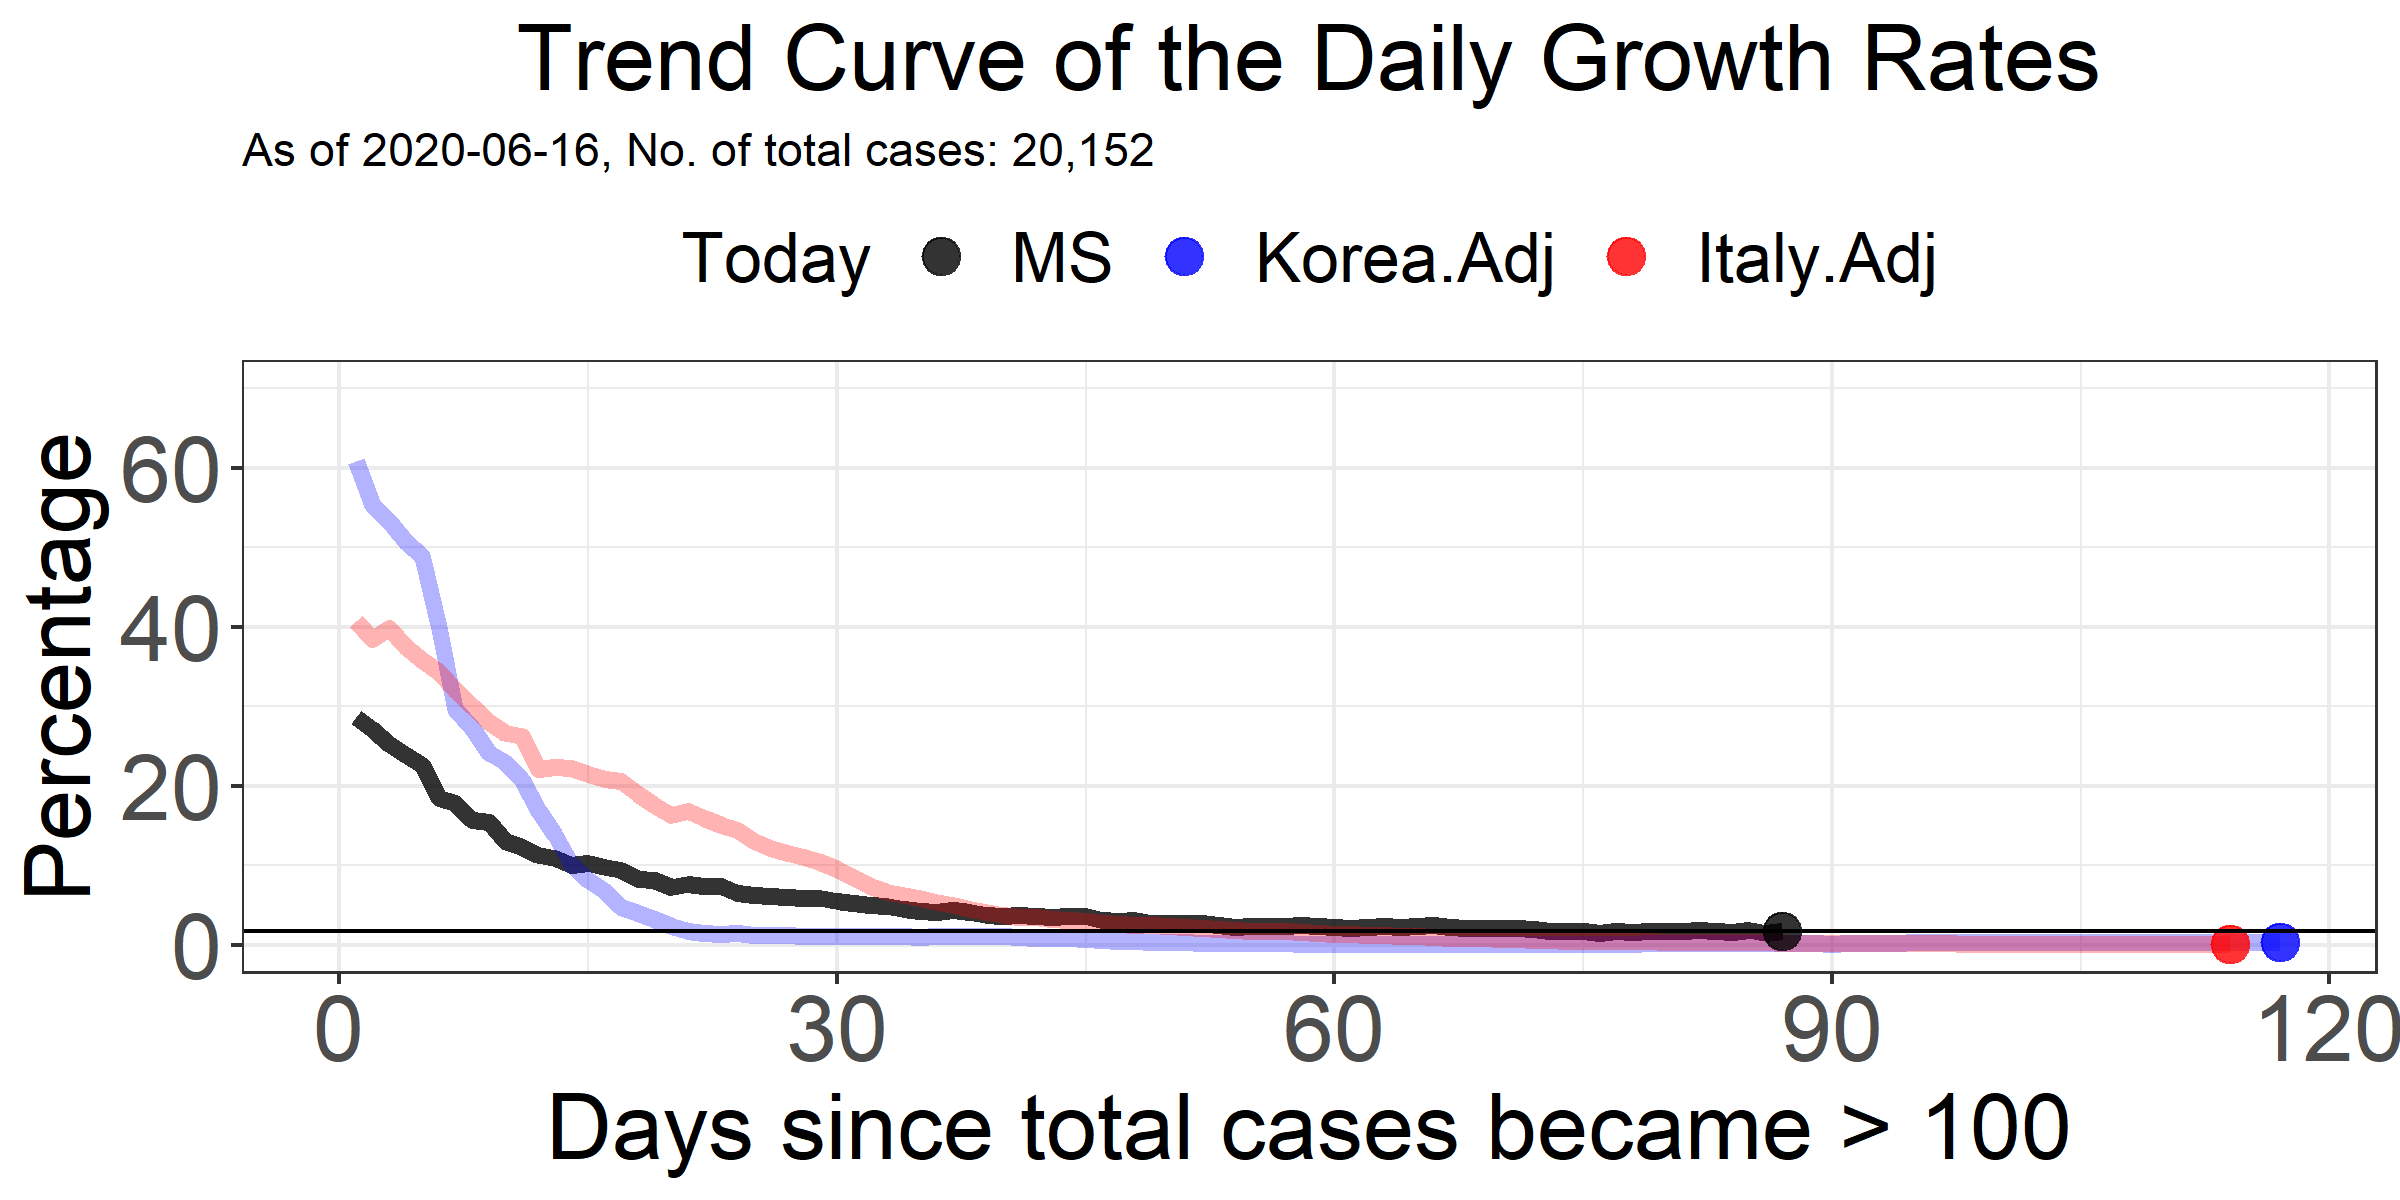 Trend Curve of the Daily Growth Rates
As of 2020-06-16, No. of total cases: 20,152
Today MS Korea.Adj Italy.Adj
Percentage
60
40
20
0
0 30 60 90 120
Days since total cases became > 100